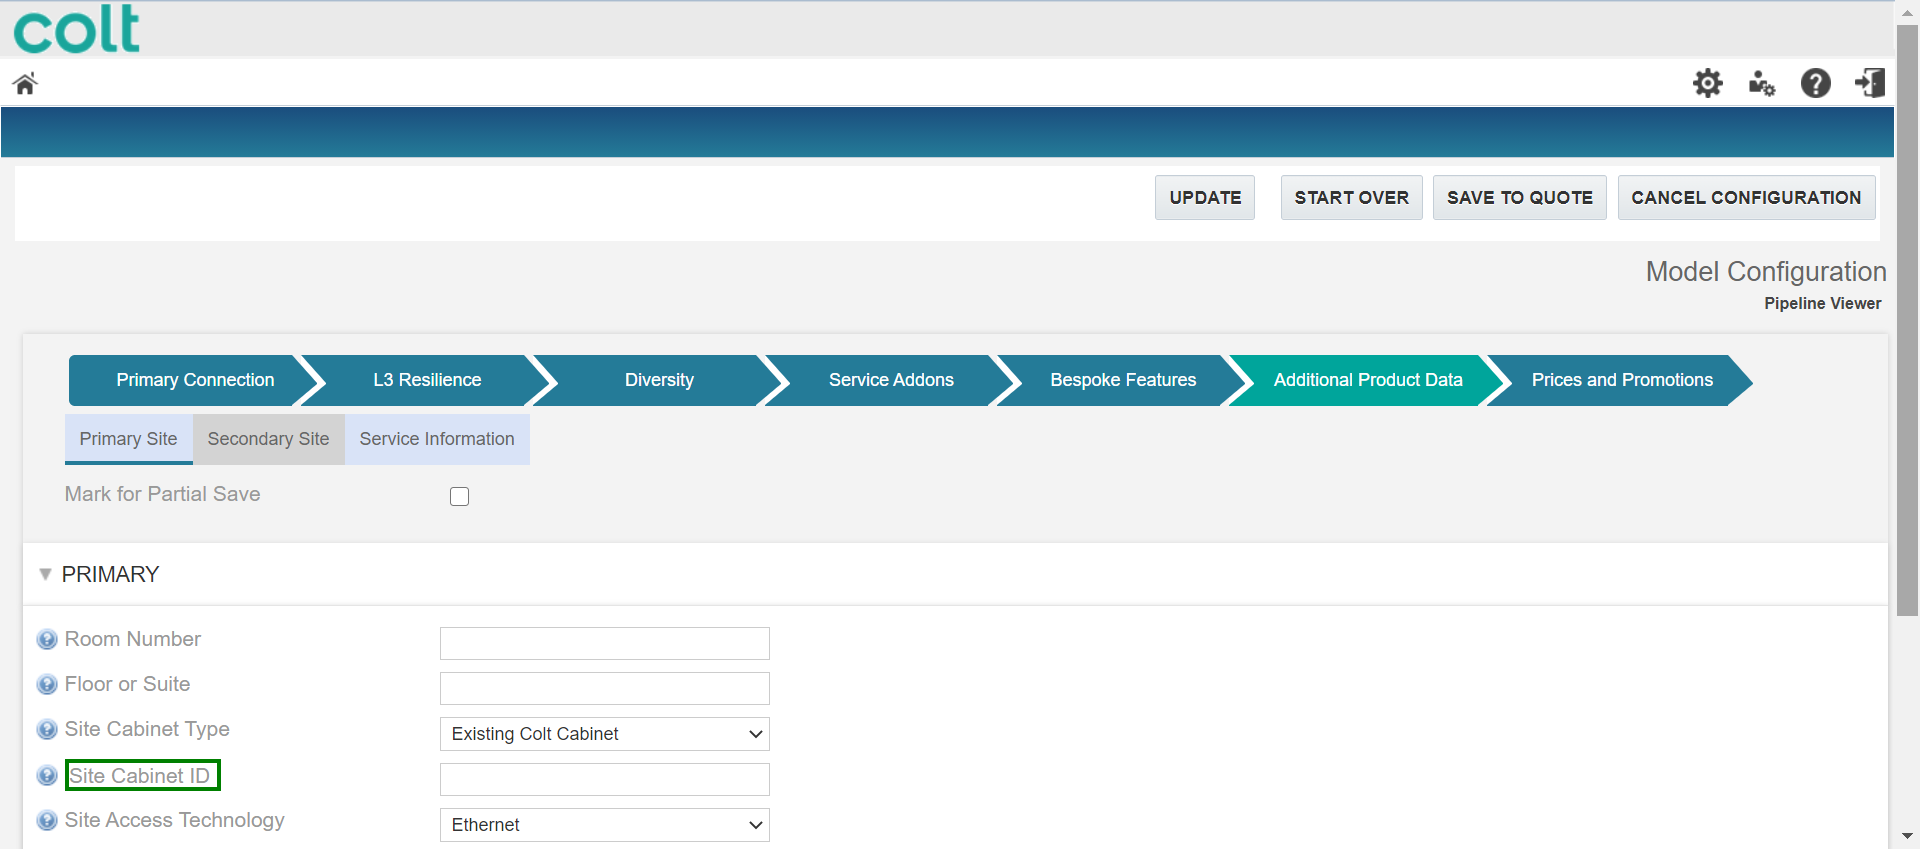 colt
UPDATE START OVER SAVE TO QUOTE CANCEL CONFIGURATION
Model Configuration
Pipeline Viewer
Primary Connection L3 Resilience Diversity Service Addons Bespoke Features Additional Product Data Prices and Promotions
Primary Site Secondary Site Service Information
Mark for Partial Save
PRIMARY
Room Number
Floor or Suite
Site Cabinet Type Existing Colt Cabinet
Site Cabinet ID
Site Access Technology Ethernet